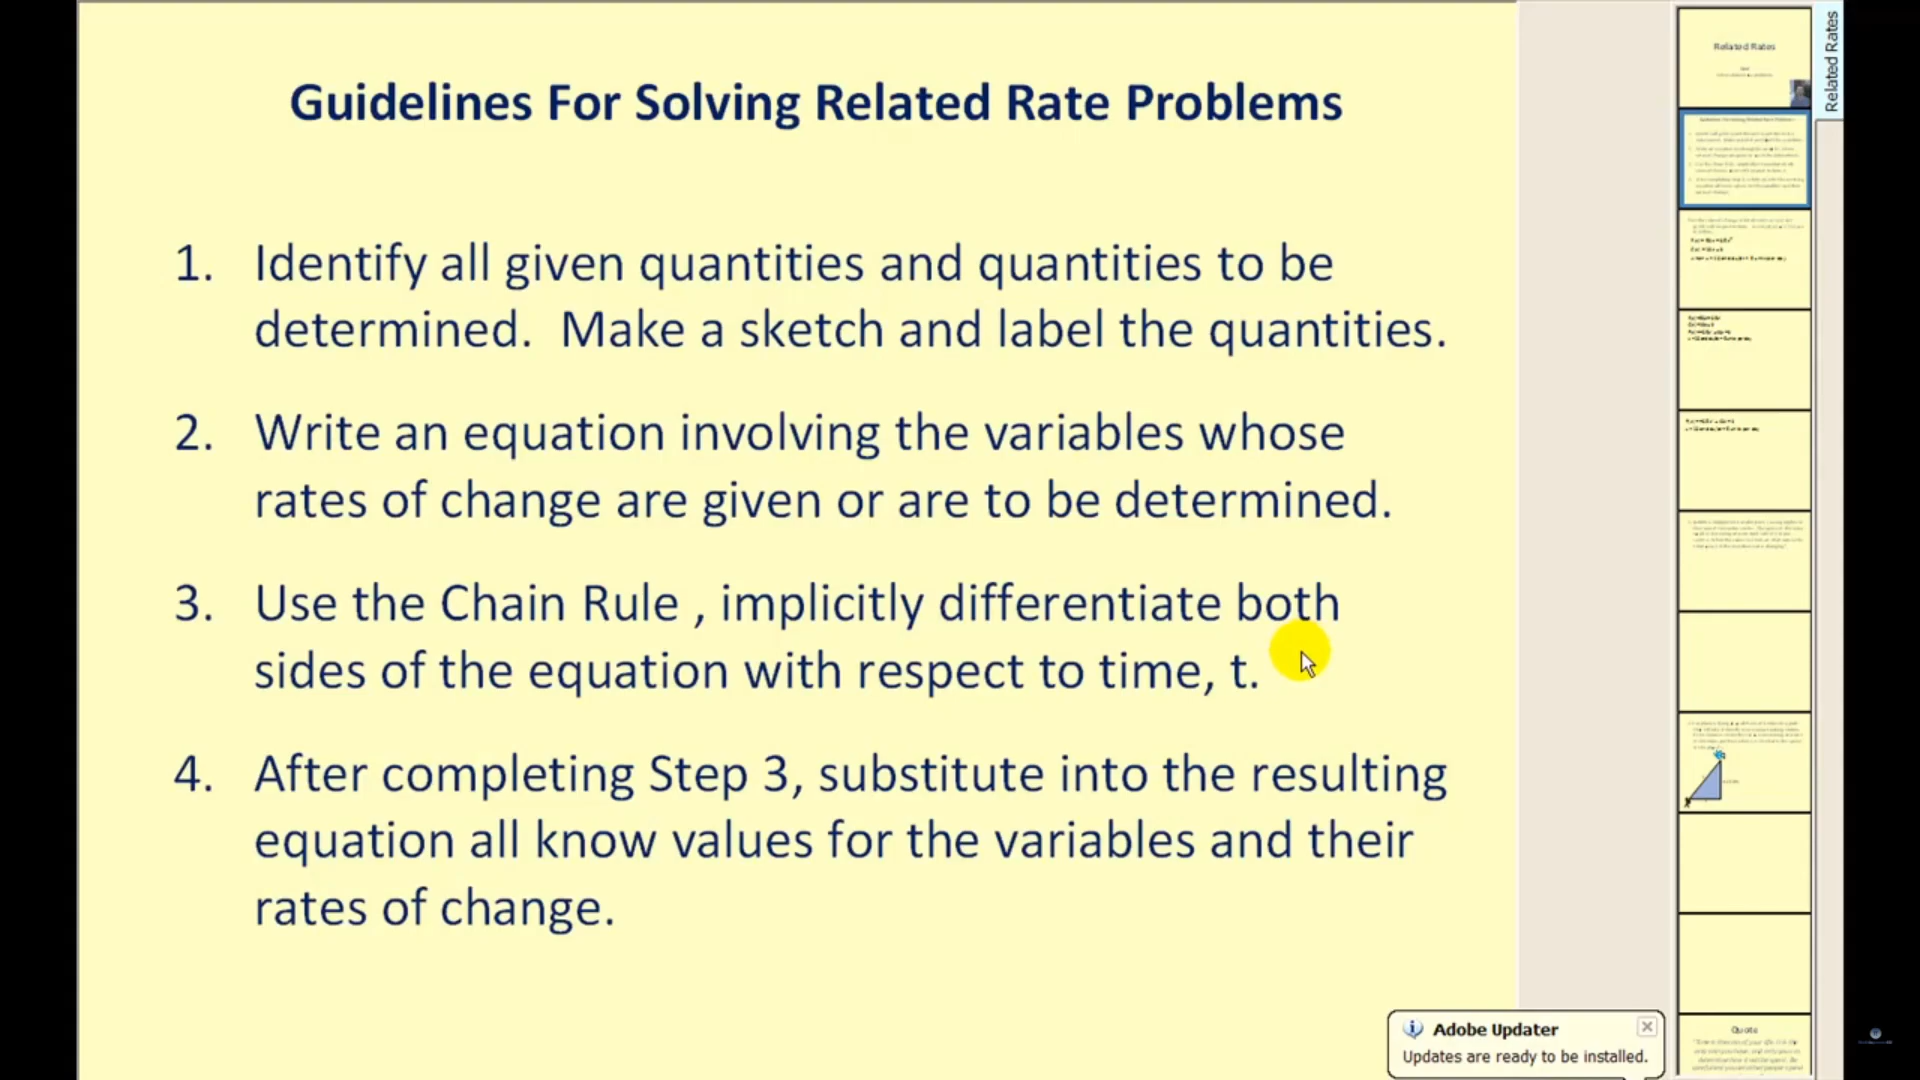 Guidelines For Solving Related Rate Problems
1. Identify all given quantities and quantities to be
determined. Make a sketch and label the quantities.
2. Write an equation involving the variables whose
rates of change are given or are to be determined.
3. Use the Chain Rule , implicitly differentiate both
sides of the equation with respect to time, t.
4. After completing Step 3, substitute into the resulting
equation all know values for the variables and their
rates of change.
Adobe Updater
Updates are ready to be installed.
Related Rates
Related Rates
Quote